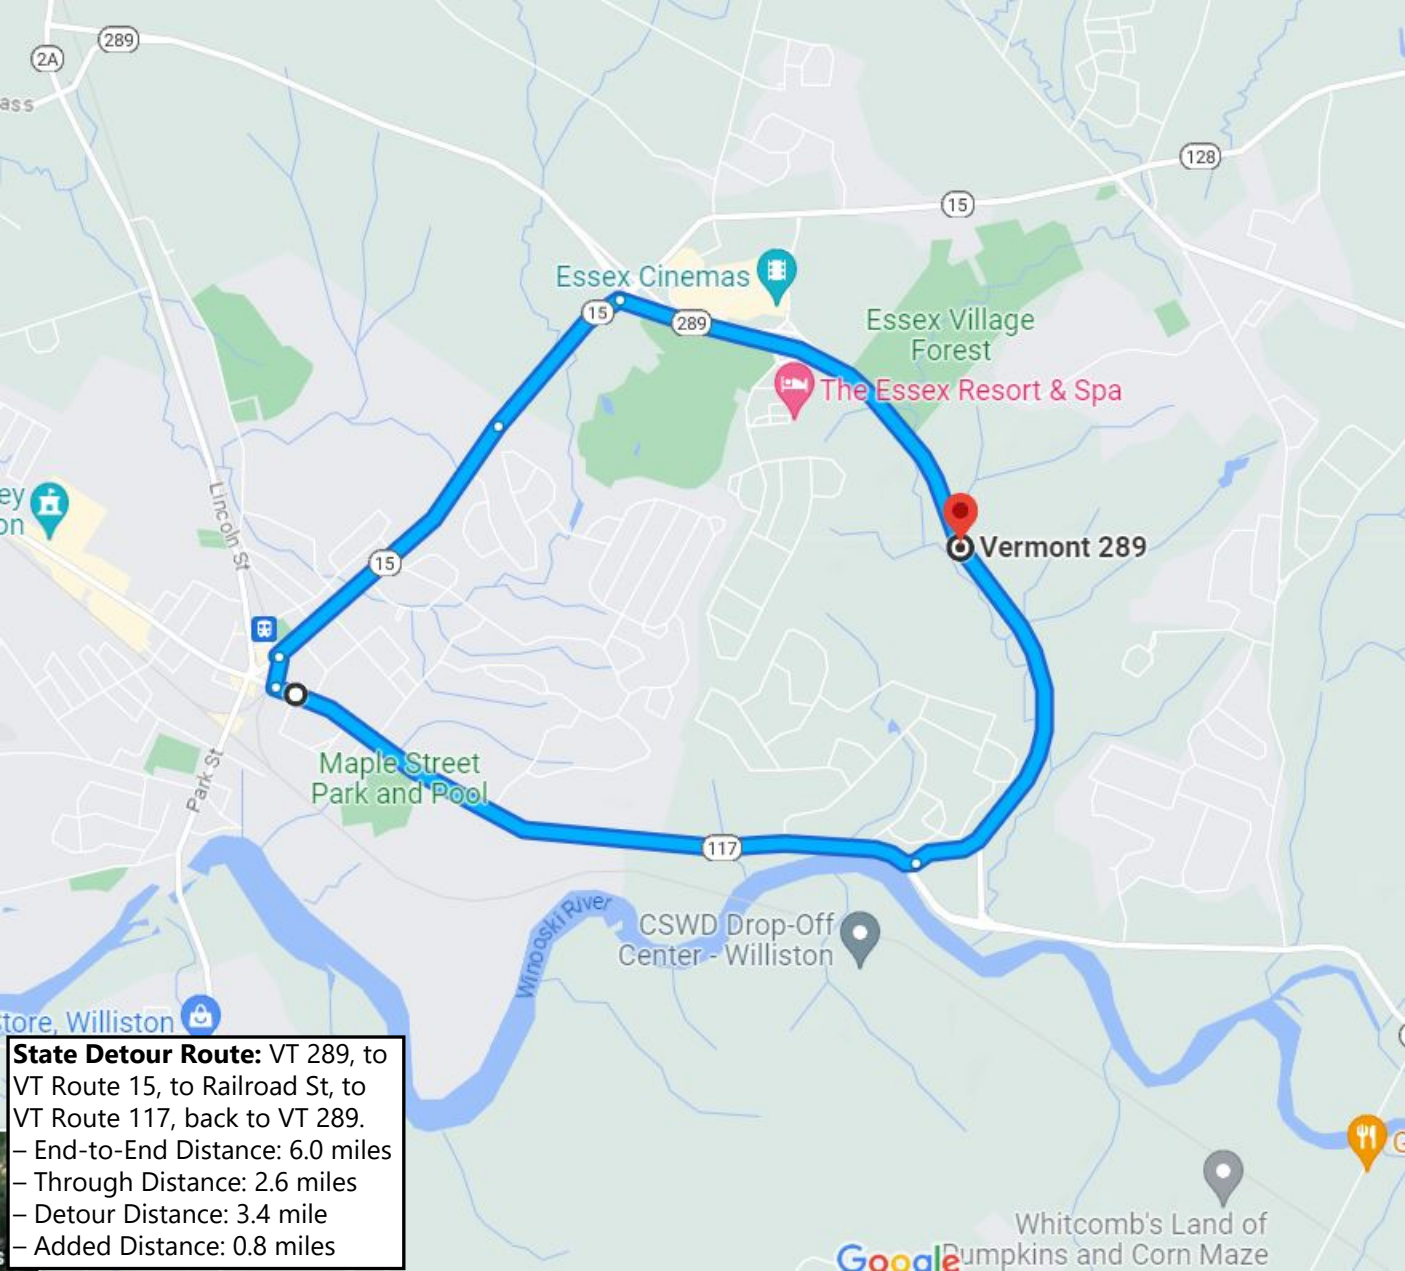 289
2A
ass
128
15
Essex Cinemas
15
289
Essex Village
Forest
The Essex Resort & Spa
ey
on
Lincoln St
Vermont 289
15
Maple Street
Park and Pool
Park St
117
Winooski River
CSWD Drop-Off
Center - Williston
tore, Williston
State Detour Route: VT 289, to
VT Route 15, to Railroad St, to
VT Route 117, back to VT 289.
– End-to-End Distance: 6.0 miles
– Through Distance: 2.6 miles
– Detour Distance: 3.4 mile
– Added Distance: 0.8 miles
G
Whitcomb's Land of
Pumpkins and Corn Maze
Google
s